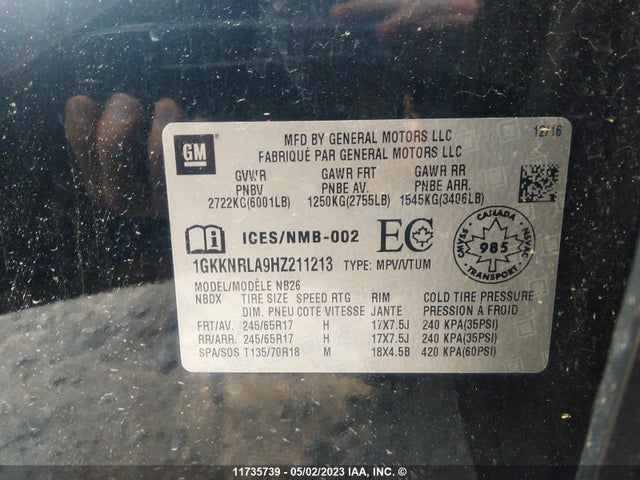 GM
MFD BY GENERAL MOTORS LLC
12/16
FABRIQUÉ PAR GENERAL MOTORS LLC
GVWR GAWR FRT GAWR RR
PNBV PNBE AV. PNBE ARR.
2722KG(6001LB) 1250KG(2755LB) 1545KG(3406LB)
i ICES/NMB-002 EC
CANADA
985
CMVSS NSVAC
1GKKNRLA9HZ211213 TYPE: MPV/VTUM
MODEL/MODÈLE NB26
NBDX TIRE SIZE SPEED RTG RIM COLD TIRE PRESSURE
DIM. PNEU COTE VITESSE JANTE PRESSION À FROID
FRT/AV. 245/65R17 H 17X7.5J 240 KPA(35PSI)
RR/ARR. 245/65R17 H 17X7.5J 240 KPA(35PSI)
SPA/SOS T135/70R18 M 18X4.5B 420 KPA(60PSI)
11735739 - 05/02/2023 IAA, INC. ©